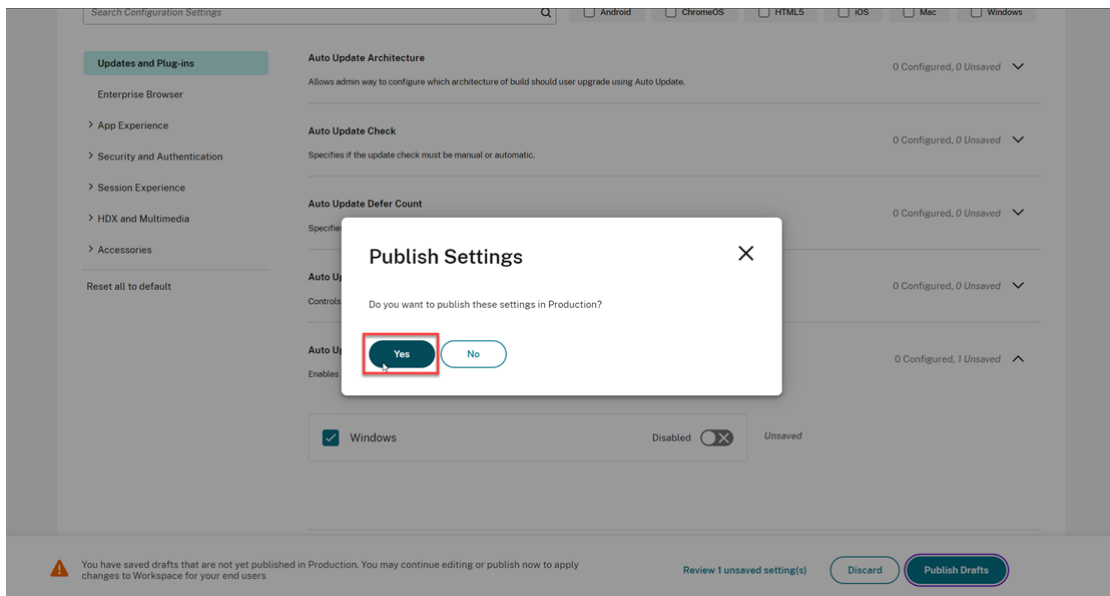 Search Configuration Settings
Android
ChromeOS
HTML5
iOS
Mac
Windows
Updates and Plug-ins
Enterprise Browser
App Experience
Security and Authentication
Session Experience
HDX and Multimedia
Accessories
Reset all to default
Auto Update Architecture
Allows admin way to configure which architecture of build should user upgrade using Auto Update.
0 Configured, 0 Unsaved
Auto Update Check
Specifies if the update check must be manual or automatic.
0 Configured, 0 Unsaved
Auto Update Defer Count
0 Configured, 0 Unsaved
Auto
Controls
0 Configured, 0 Unsaved
Auto
Enables
0 Configured, 1 Unsaved
Publish Settings
Do you want to publish these settings in Production?
Yes
No
Windows
Disabled
Unsaved
You have saved drafts that are not yet published in Production. You may continue editing or publish now to apply
changes to Workspace for your end users
Review 1 unsaved setting(s)
Discard
Publish Drafts